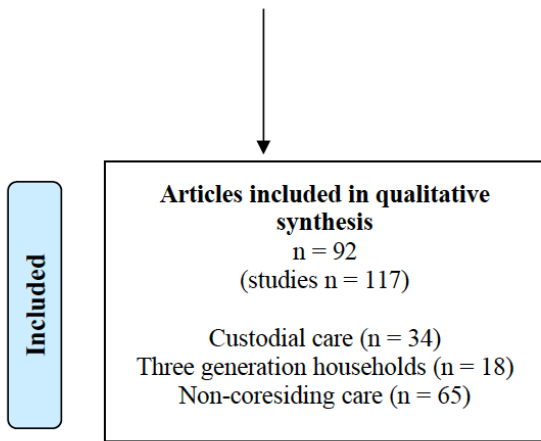 Included
Articles included in qualitative
synthesis
n = 92
(studies n = 117)
Custodial care (n = 34)
Three generation households (n = 18)
Non-coresiding care (n = 65)